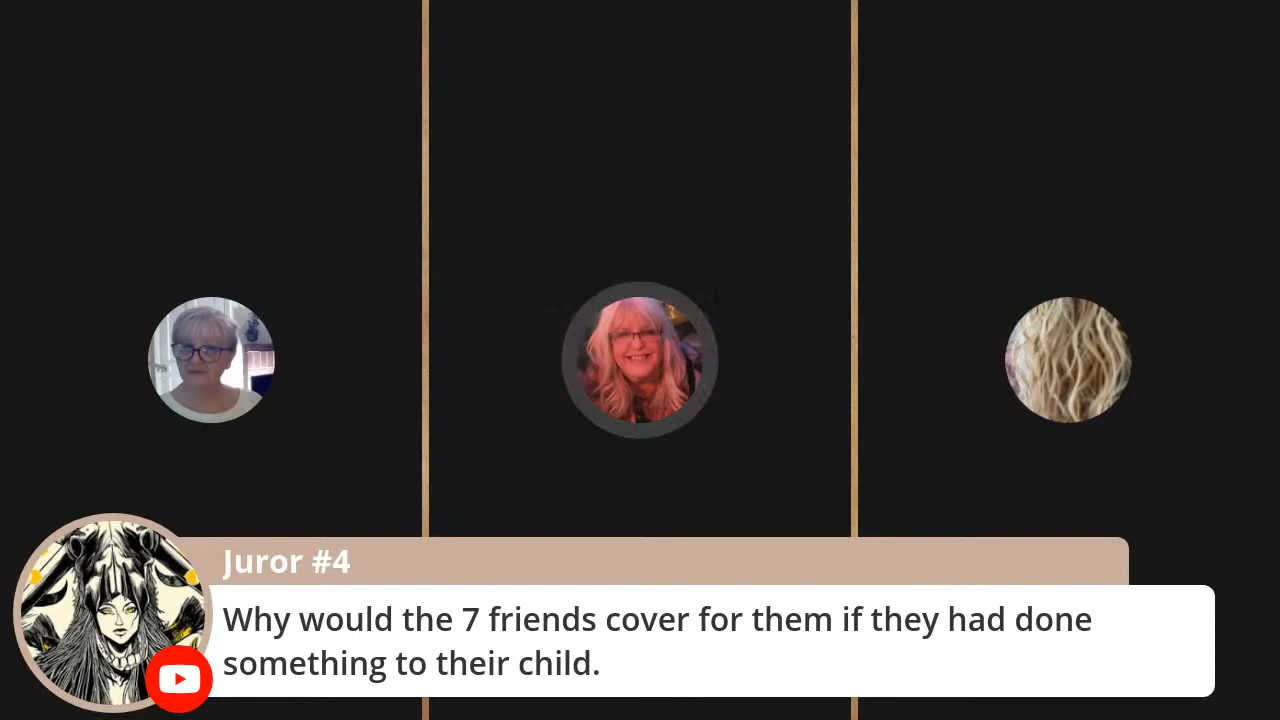 Juror #4
Why would the 7 friends cover for them if they had done
something to their child.